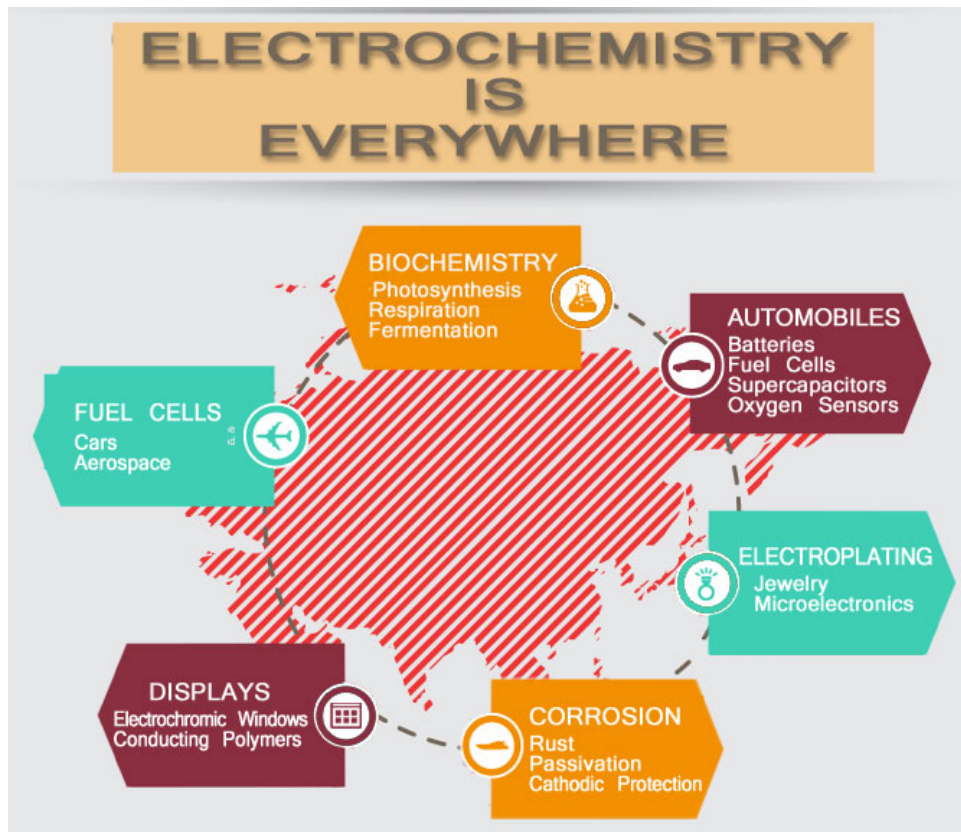 ELECTROCHEMISTRY
IS
EVERYWHERE
BIOCHEMISTRY
Photosynthesis
Respiration
Fermentation
AUTOMOBILES
Batteries
Fuel Cells
Supercapacitors
Oxygen Sensors
FUEL CELLS
Cars
Aerospace
ELECTROPLATING
Jewelry
Microelectronics
DISPLAYS
Electrochromic Windows
Conducting Polymers
CORROSION
Rust
Passivation
Cathodic Protection